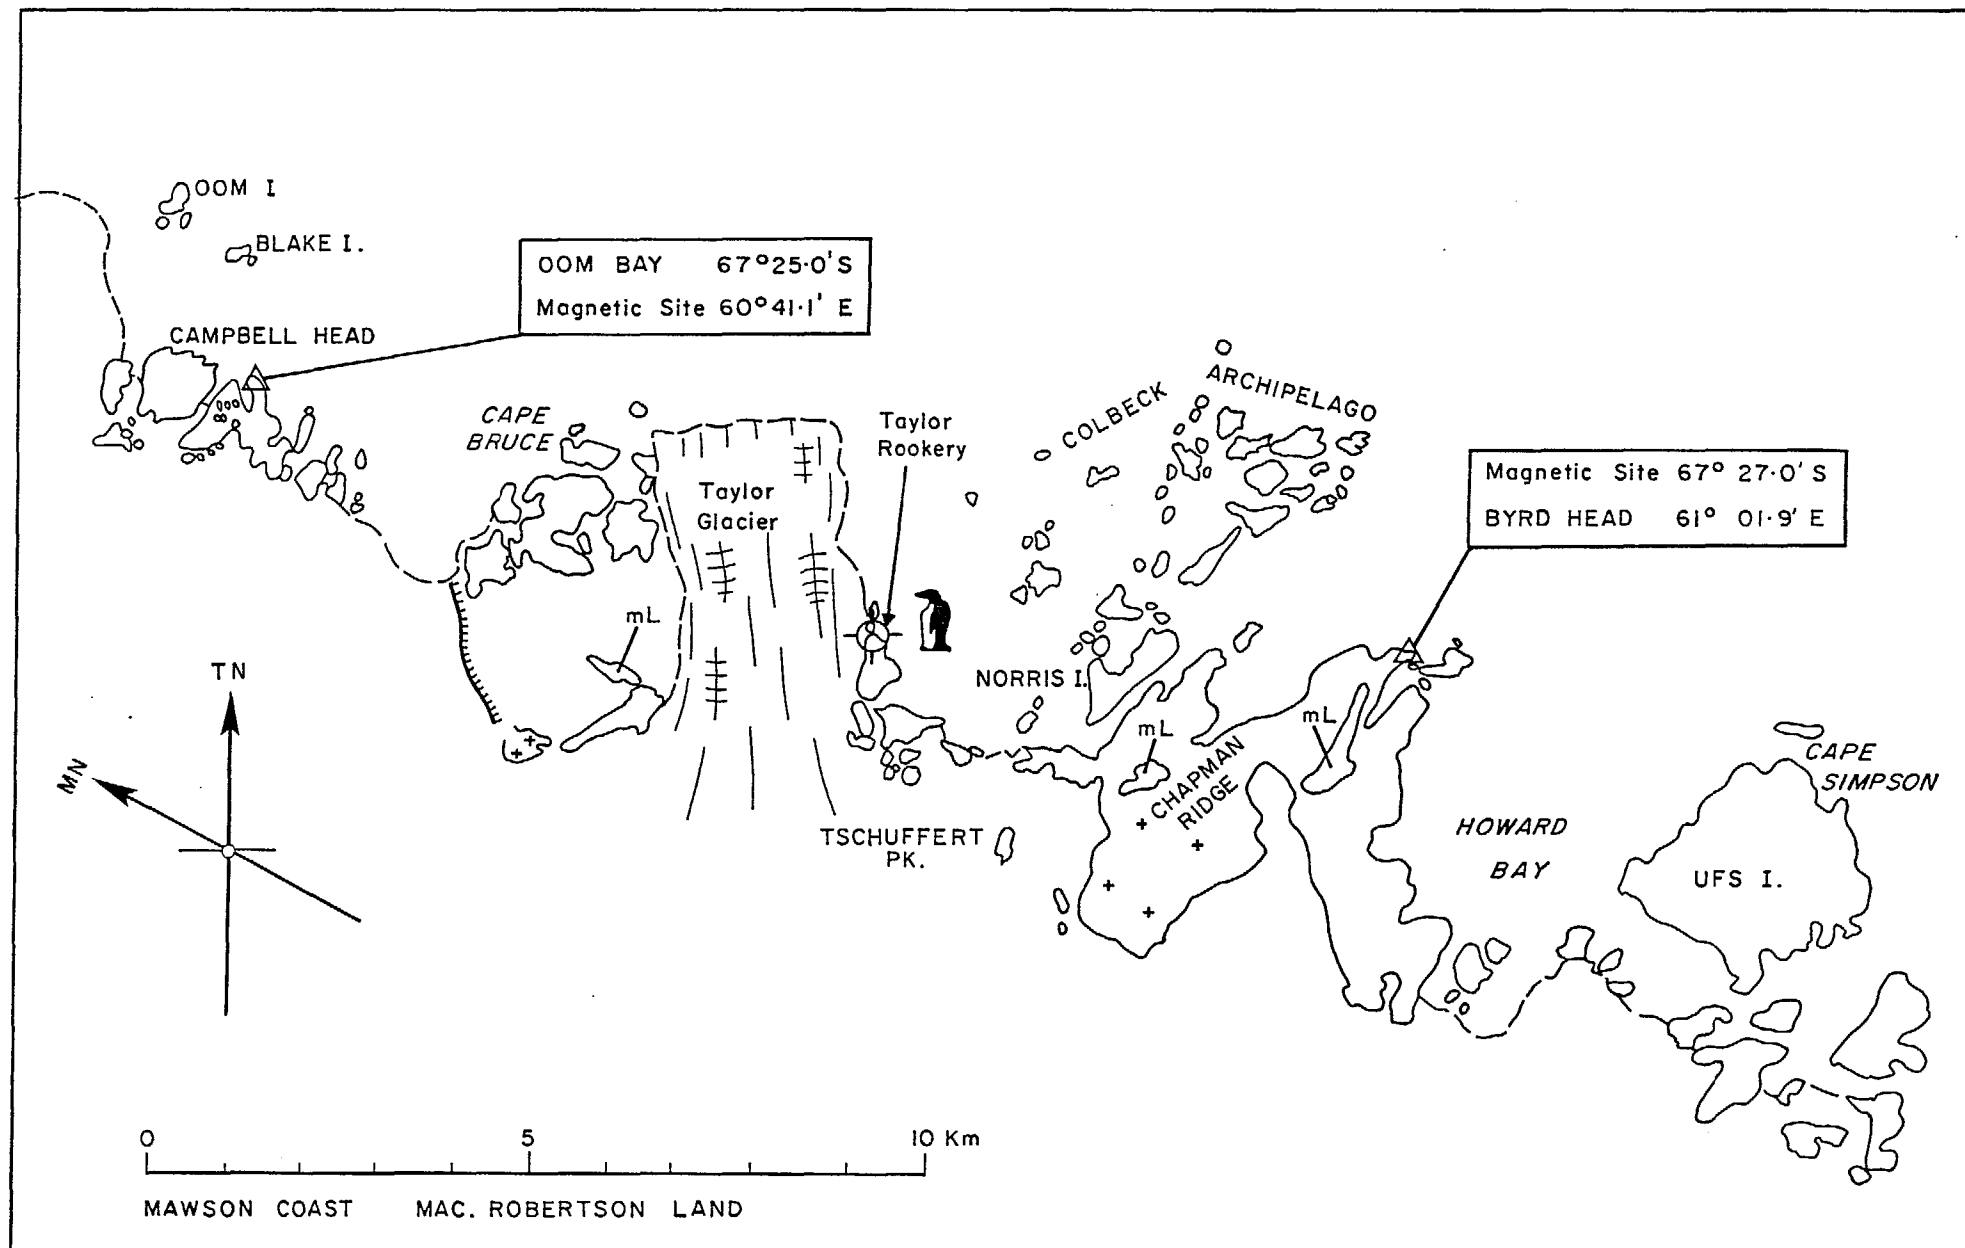 OOM I
BLAKE I.
OOM BAY 67°25·0' S
Magnetic Site 60°41·1' E
CAMPBELL HEAD
CAPE
BRUCE
Taylor
Rookery
COLBECK
ARCHIPELAGO
Taylor
Glacier
Magnetic Site 67° 27·0' S
BYRD HEAD 61° 01·9' E
mL
TN
MN
NORRIS I.
mL
mL
CHAPMAN
RIDGE
CAPE
SIMPSON
TSCHUFFERT
PK.
HOWARD
BAY
UFS I.
0 5 10 Km
MAWSON COAST MAC. ROBERTSON LAND